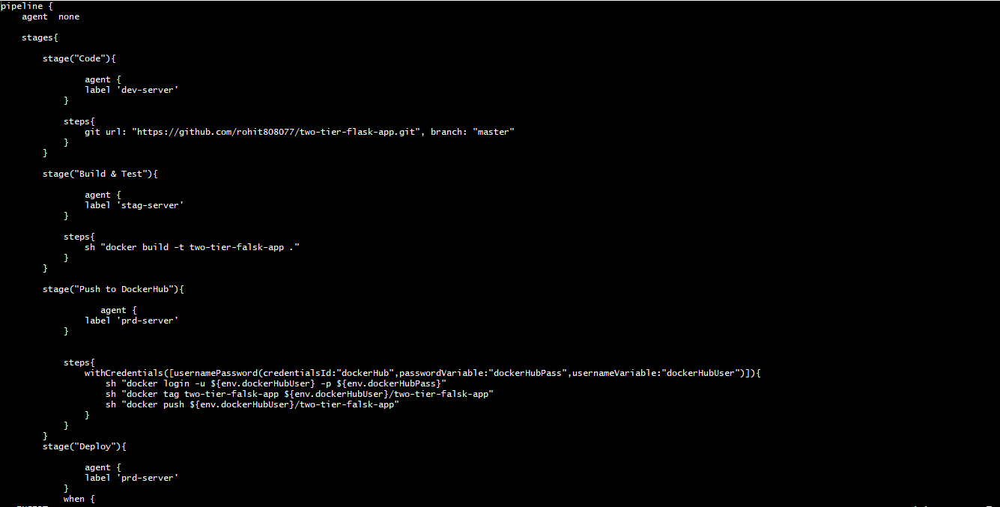 pipeline {
    agent  none
    stages{
        stage("Code"){
                agent {
                label 'dev-server'
            }
            steps{
                git url: "https://github.com/rohit808077/two-tier-flask-app.git", branch: "master"
            }
        }
        stage("Build & Test"){
                agent {
                label 'stag-server'
            }
            steps{
                sh "docker build -t two-tier-falsk-app ."
            }
        }
        stage("Push to DockerHub"){
                   agent {
                label 'prd-server'
            }
            steps{
                withCredentials([usernamePassword(credentialsId:"dockerHub",passwordVariable:"dockerHubPass",usernameVariable:"dockerHubUser")]){
                    sh "docker login -u ${env.dockerHubUser} -p ${env.dockerHubPass}"
                    sh "docker tag two-tier-falsk-app ${env.dockerHubUser}/two-tier-falsk-app"
                    sh "docker push ${env.dockerHubUser}/two-tier-falsk-app"
                }
            }
        }
        stage("Deploy"){
                agent {
                label 'prd-server'
            }
            when {